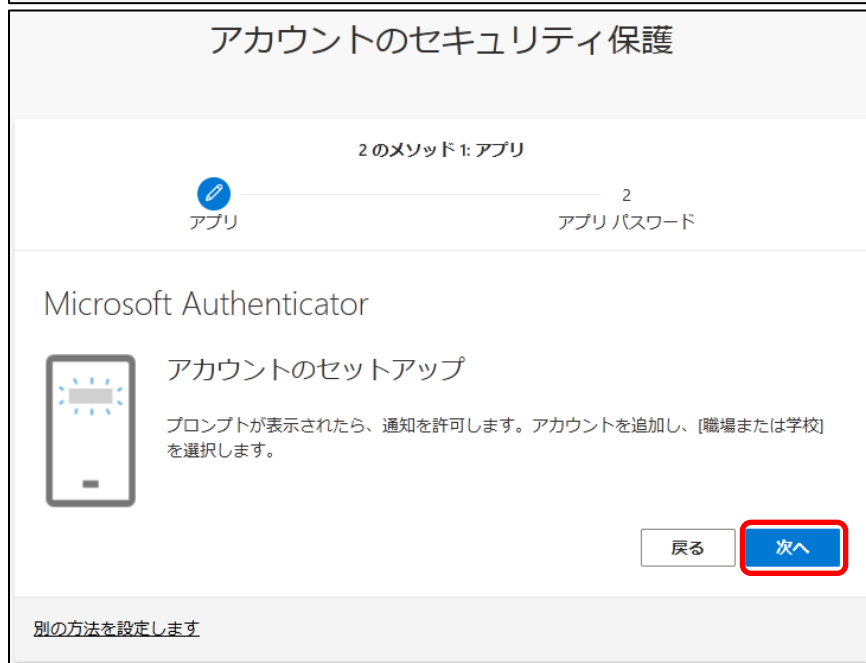 アカウントのセキュリティ保護
2 のメソッド 1: アプリ
2
アプリ
アプリ パスワード
Microsoft Authenticator
アカウントのセットアップ
プロンプトが表示されたら、通知を許可します。アカウントを追加し、[職場または学校]
を選択します。
戻る
次へ
別の方法を設定します